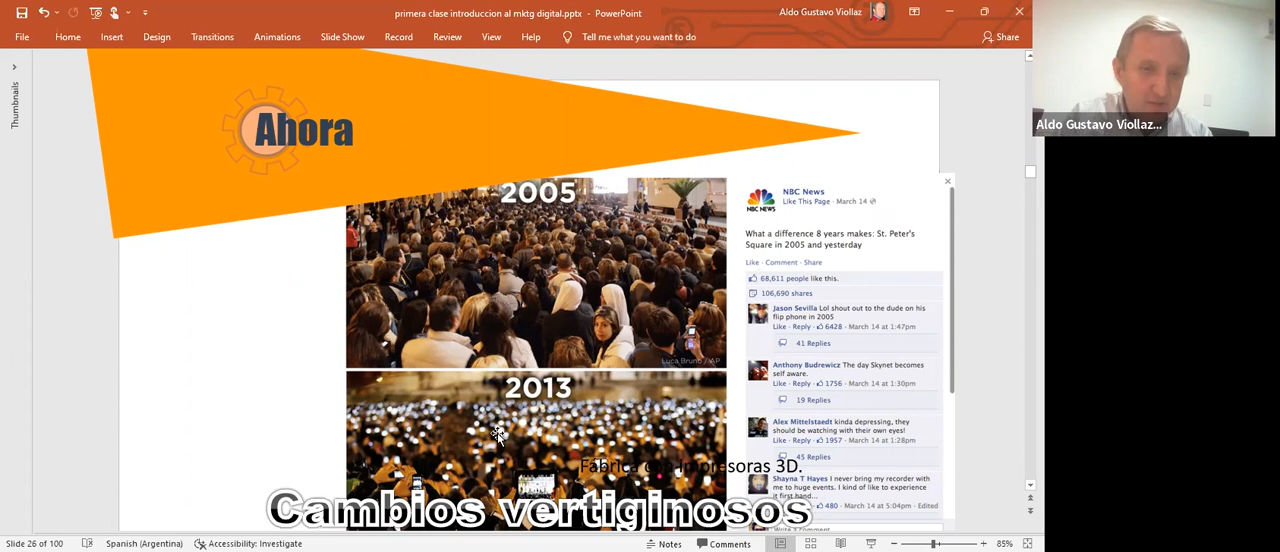 primera clase introduccion al mktg digital.pptx - PowerPoint
Aldo Gustavo Viollaz
File Home Insert Design Transitions Animations Slide Show Record Review View Help Tell me what you want to do
Share
Thumbnails
Aldo Gustavo Viollaz...
Ahora
2005
Luca Bruno / AP
2013
Fabrica con impresoras 3D.
Cambios vertiginosos
NBC NEWS
NBC News
Like This Page · March 14
What a difference 8 years makes: St. Peter's
Square in 2005 and yesterday
Like · Comment · Share
68,611 people like this.
106,690 shares
Jason Sevilla Lol shout out to the dude on his
flip phone in 2005
Like · Reply · 6428 · March 14 at 1:47pm
41 Replies
Anthony Budrewicz The day Skynet becomes
self aware.
Like · Reply · 1756 · March 14 at 1:30pm
19 Replies
Alex Mittelstaedt kinda depressing, they
should be watching with their own eyes!
Like · Reply · 1957 · March 14 at 1:28pm
45 Replies
Shayna T Hayes I never bring my recorder with
me to huge events. I kind of like to experience
it first hand...
Like · Reply · 480 · March 14 at 5:04pm · Edited
Write a comment...
Slide 26 of 100
Spanish (Argentina)
Accessibility: Investigate
Notes
Comments
85%